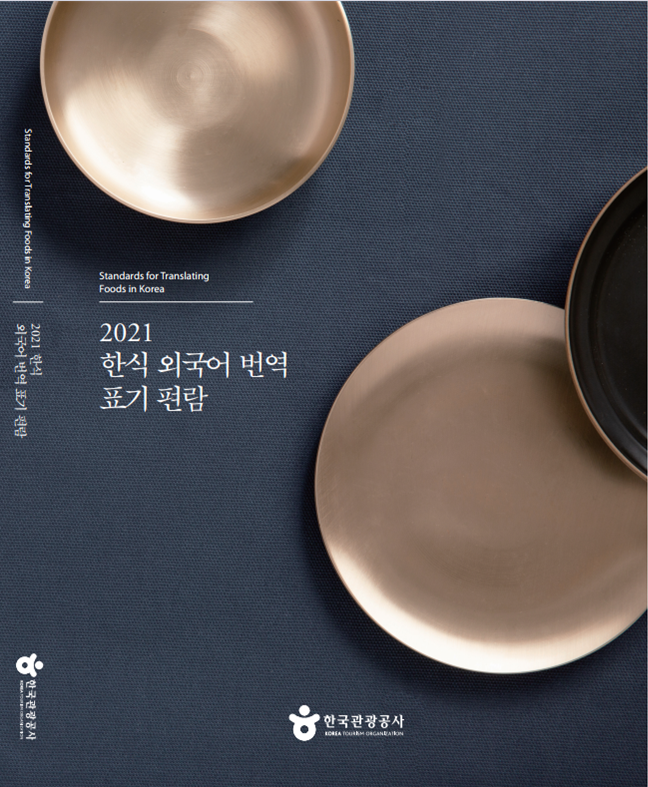 Standards for Translating Foods in Korea
2021 한식
외국어 번역 표기 편람
한국관광공사
Standards for Translating
Foods in Korea
2021
한식 외국어 번역
표기 편람
한국관광공사
KOREA TOURISM ORGANIZATION